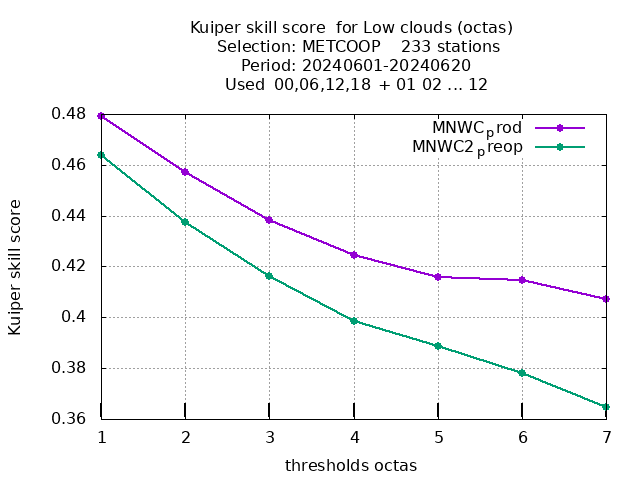 Kuiper skill score  for Low clouds (octas)
Selection: METCOOP    233 stations
Period: 20240601-20240620
Used  00,06,12,18  + 01 02 ... 12
MNWCprod
MNWC2preop
Kuiper skill score
0.48
0.46
0.44
0.42
0.4
0.38
0.36
1 2 3 4 5 6 7
thresholds octas